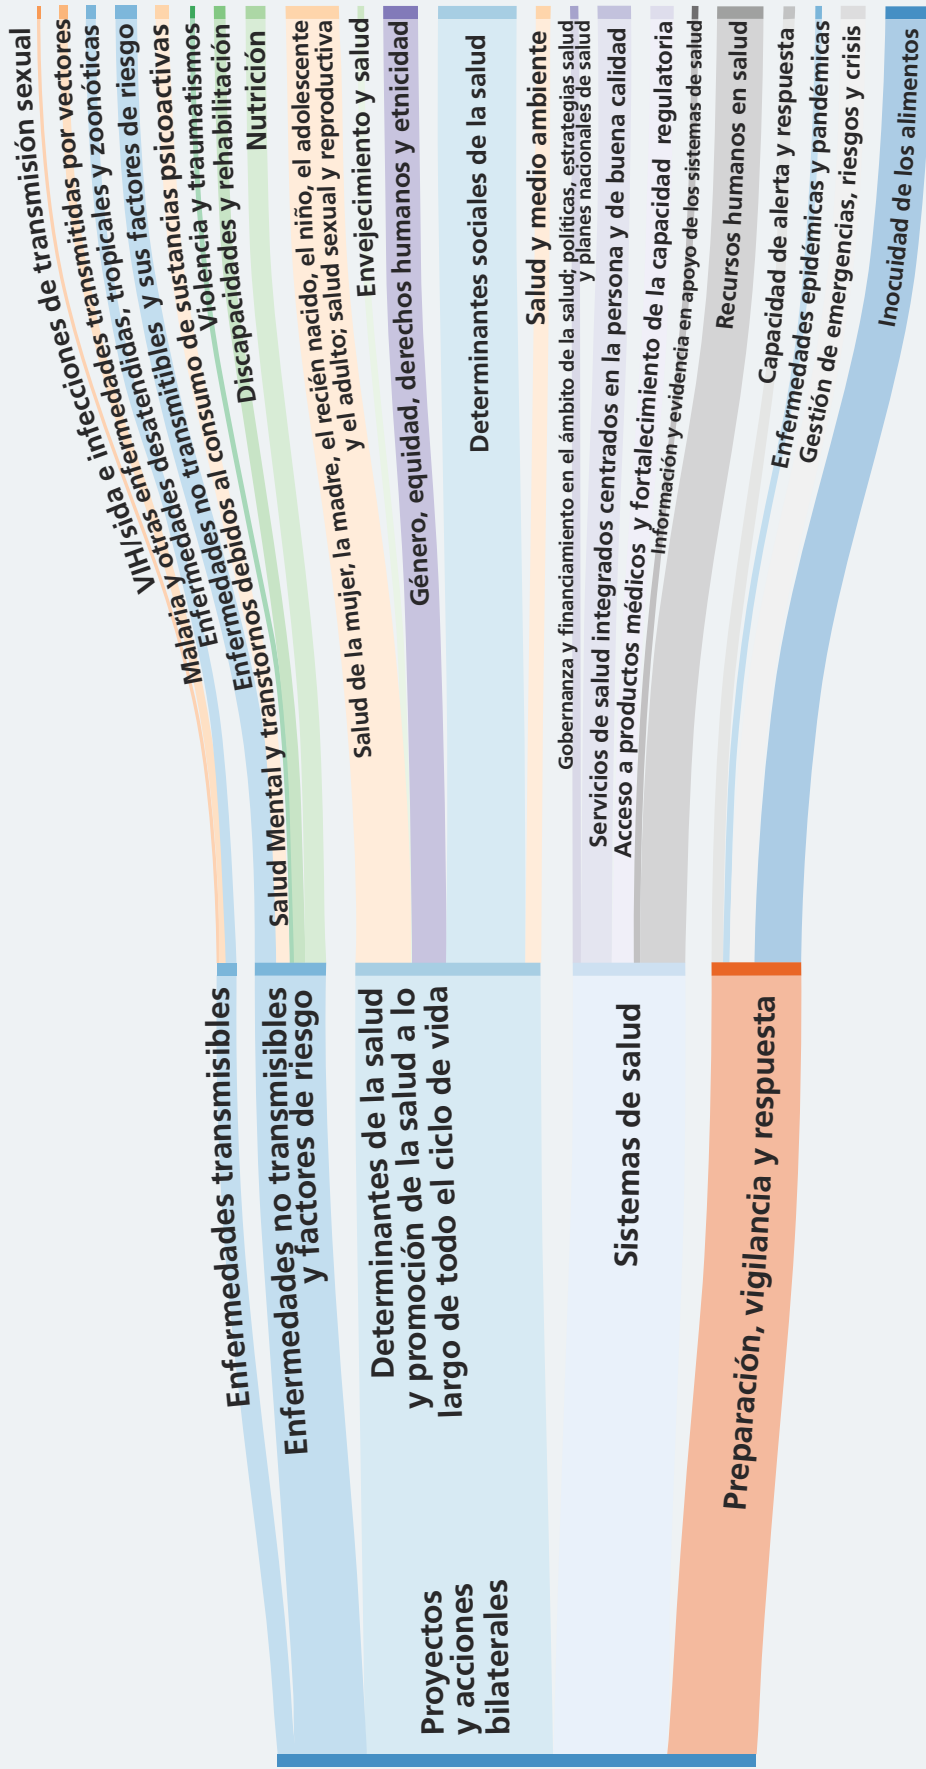 Proyectos
y acciones
bilaterales
Enfermedades transmisibles
Enfermedades no transmisibles
y factores de riesgo
Determinantes de la salud
y promoción de la salud a lo
largo de todo el ciclo de vida
Sistemas de salud
Preparación, vigilancia y respuesta
VIH/sida e infecciones de transmisión sexual
Malaria y otras enfermedades transmitidas por vectores
Enfermedades desatendidas, tropicales y zoonóticas
Enfermedades no transmisibles y sus factores de riesgo
Salud Mental y transtornos debidos al consumo de sustancias psicoactivas
Violencia y traumatismos
Discapacidades y rehabilitación
Nutrición
Salud de la mujer, la madre, el recién nacido, el niño, el adolescente
y el adulto; salud sexual y reproductiva
Envejecimiento y salud
Género, equidad, derechos humanos y etnicidad
Determinantes sociales de la salud
Salud y medio ambiente
Gobernanza y financiamiento en el ámbito de la salud; políticas, estrategias salud
y planes nacionales de salud
Servicios de salud integrados centrados en la persona y de buena calidad
Acceso a productos médicos y fortalecimiento de la capacidad regulatoria
Información y evidencia en apoyo de los sistemas de salud
Recursos humanos en salud
Capacidad de alerta y respuesta
Enfermedades epidémicas y pandémicas
Gestión de emergencias, riesgos y crisis
Inocuidad de los alimentos